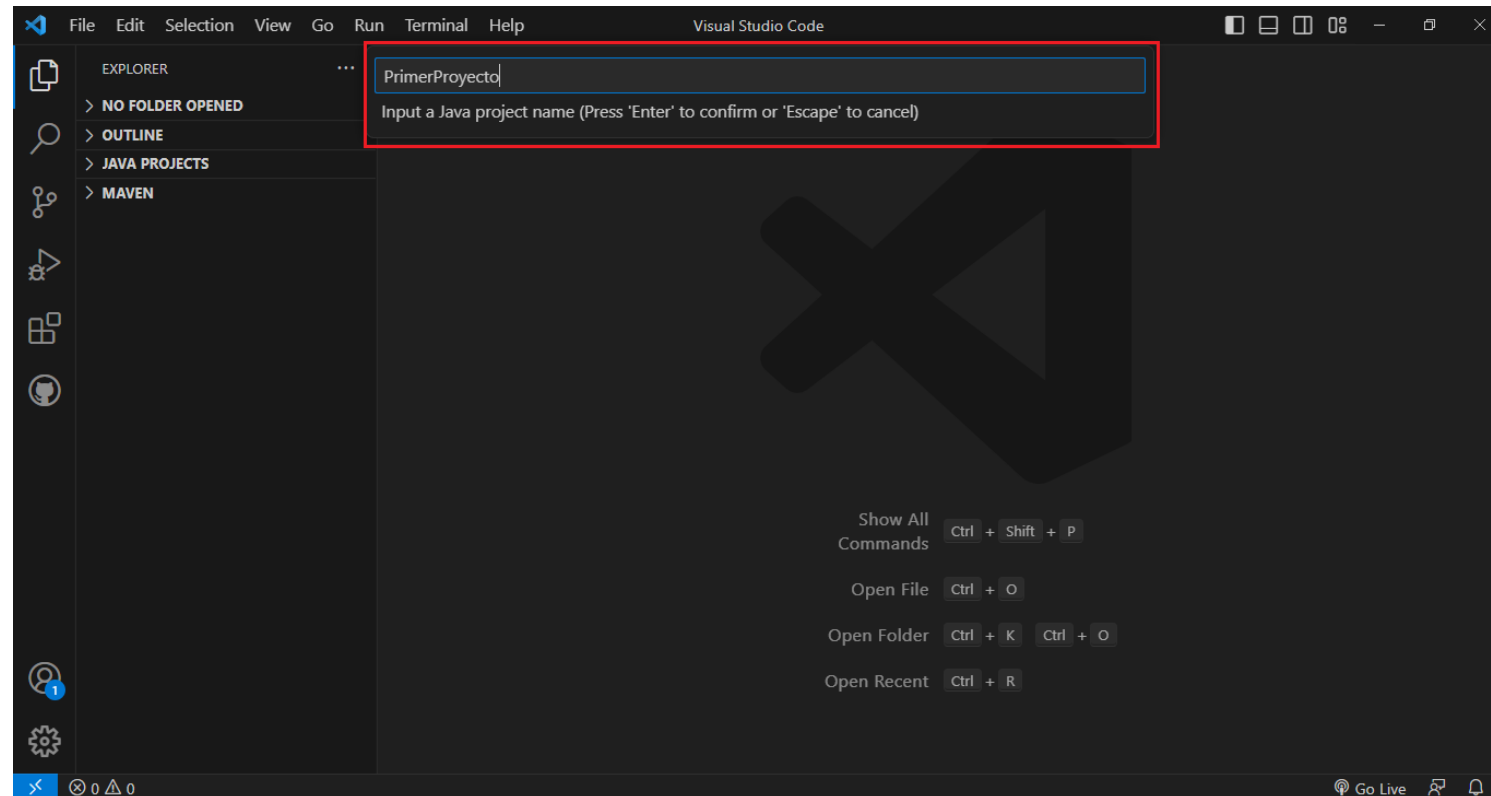 File Edit Selection View Go Run Terminal Help Visual Studio Code
EXPLORER ···
PrimerProyecto
Input a Java project name (Press 'Enter' to confirm or 'Escape' to cancel)
NO FOLDER OPENED
OUTLINE
JAVA PROJECTS
MAVEN
Show All
Commands Ctrl + Shift + P
Open File Ctrl + O
Open Folder Ctrl + K Ctrl + O
Open Recent Ctrl + R
1
0 0 Go Live